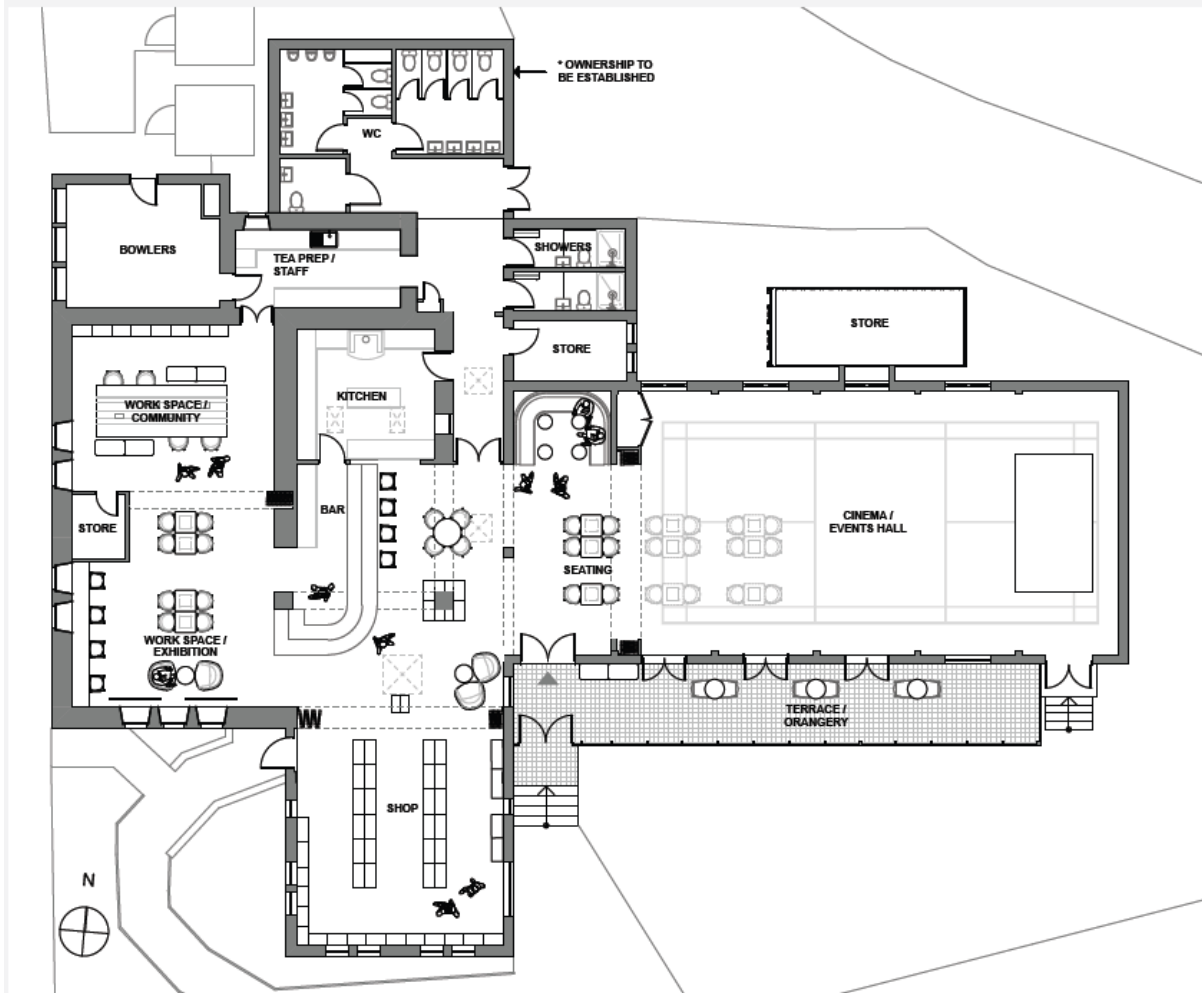 * OWNERSHIP TO
BE ESTABLISHED
WC
BOWLERS
TEA PREP /
STAFF
SHOWERS
STORE
STORE
KITCHEN
WORK SPACE /
COMMUNITY
BAR
STORE
CINEMA /
EVENTS HALL
SEATING
WORK SPACE /
EXHIBITION
TERRACE /
ORANGERY
SHOP
N